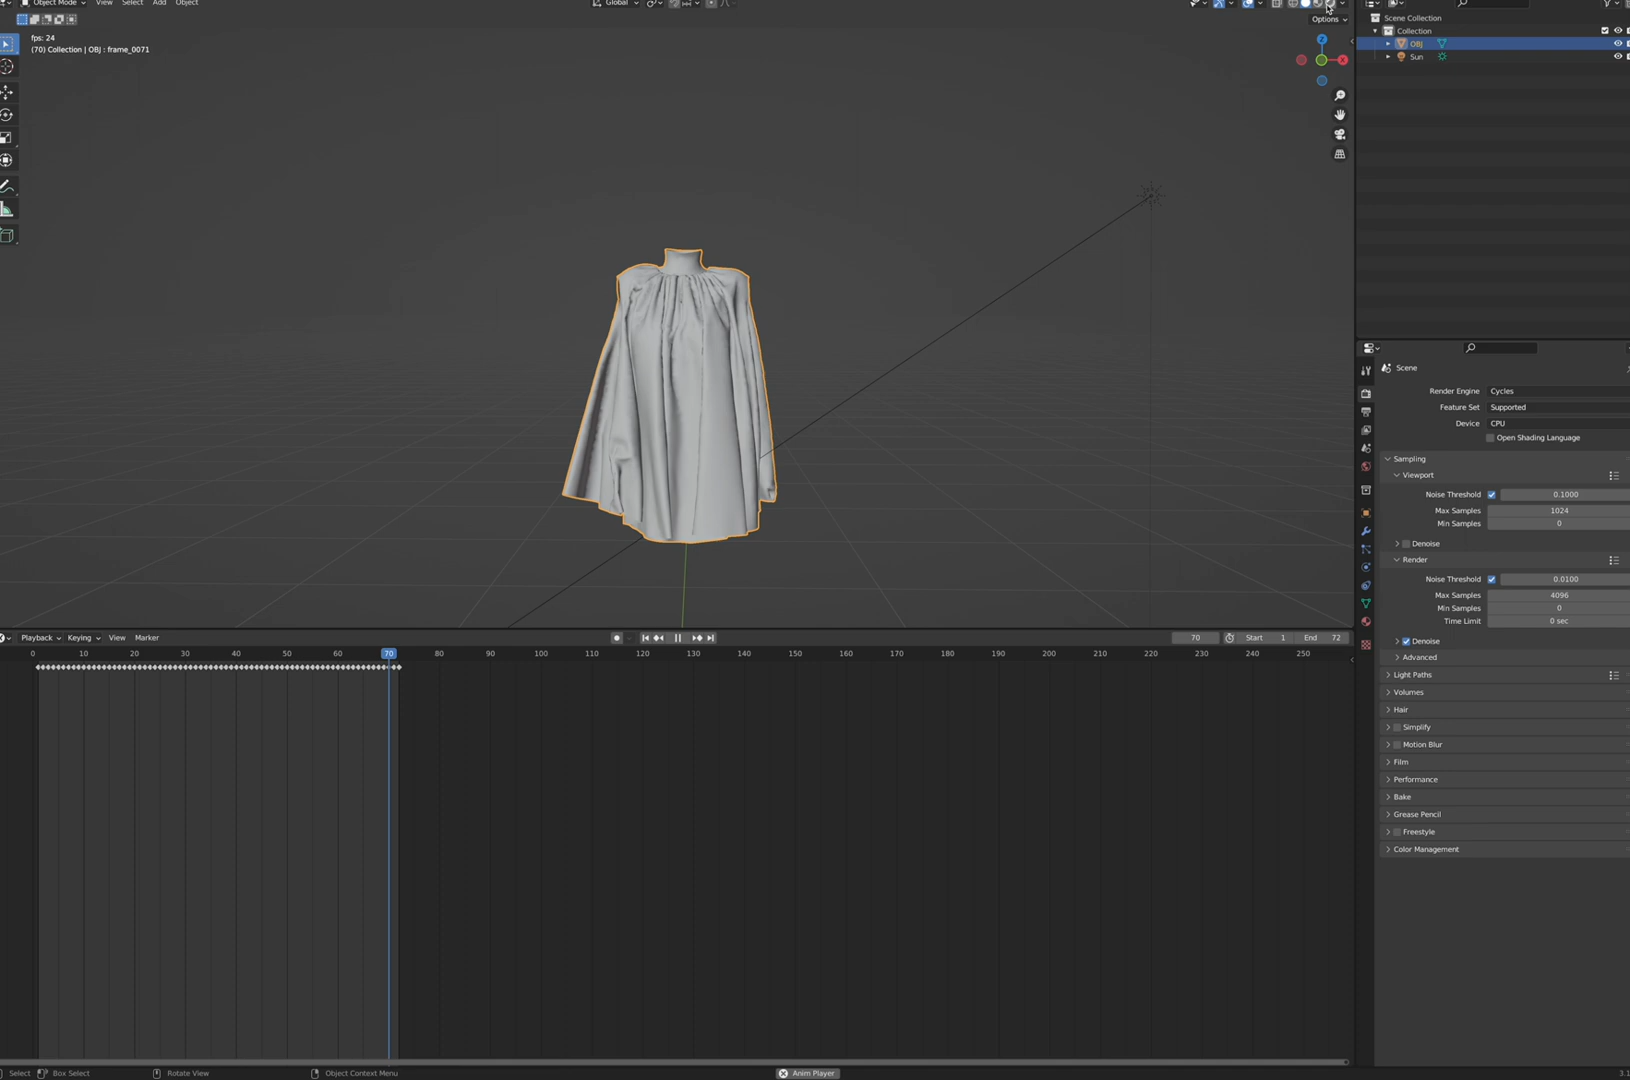 Object Mode View Select Add Object Global
Options
fps: 24
(70) Collection | OBJ : frame_0071
Z
X
Scene Collection
Collection
OBJ
Sun
Scene
Render Engine Cycles
Feature Set Supported
Device CPU
Open Shading Language
Sampling
Viewport
Noise Threshold 0.1000
Max Samples 1024
Min Samples 0
Denoise
Render
Noise Threshold 0.0100
Max Samples 4096
Min Samples 0
Time Limit 0 sec
Denoise
Advanced
Light Paths
Volumes
Hair
Simplify
Motion Blur
Film
Performance
Bake
Grease Pencil
Freestyle
Color Management
Playback Keying View Marker 70 Start 1 End 72
0 10 20 30 40 50 60 70 80 90 100 110 120 130 140 150 160 170 180 190 200 210 220 230 240 250
Select Box Select Rotate View Object Context Menu Anim Player 3.1